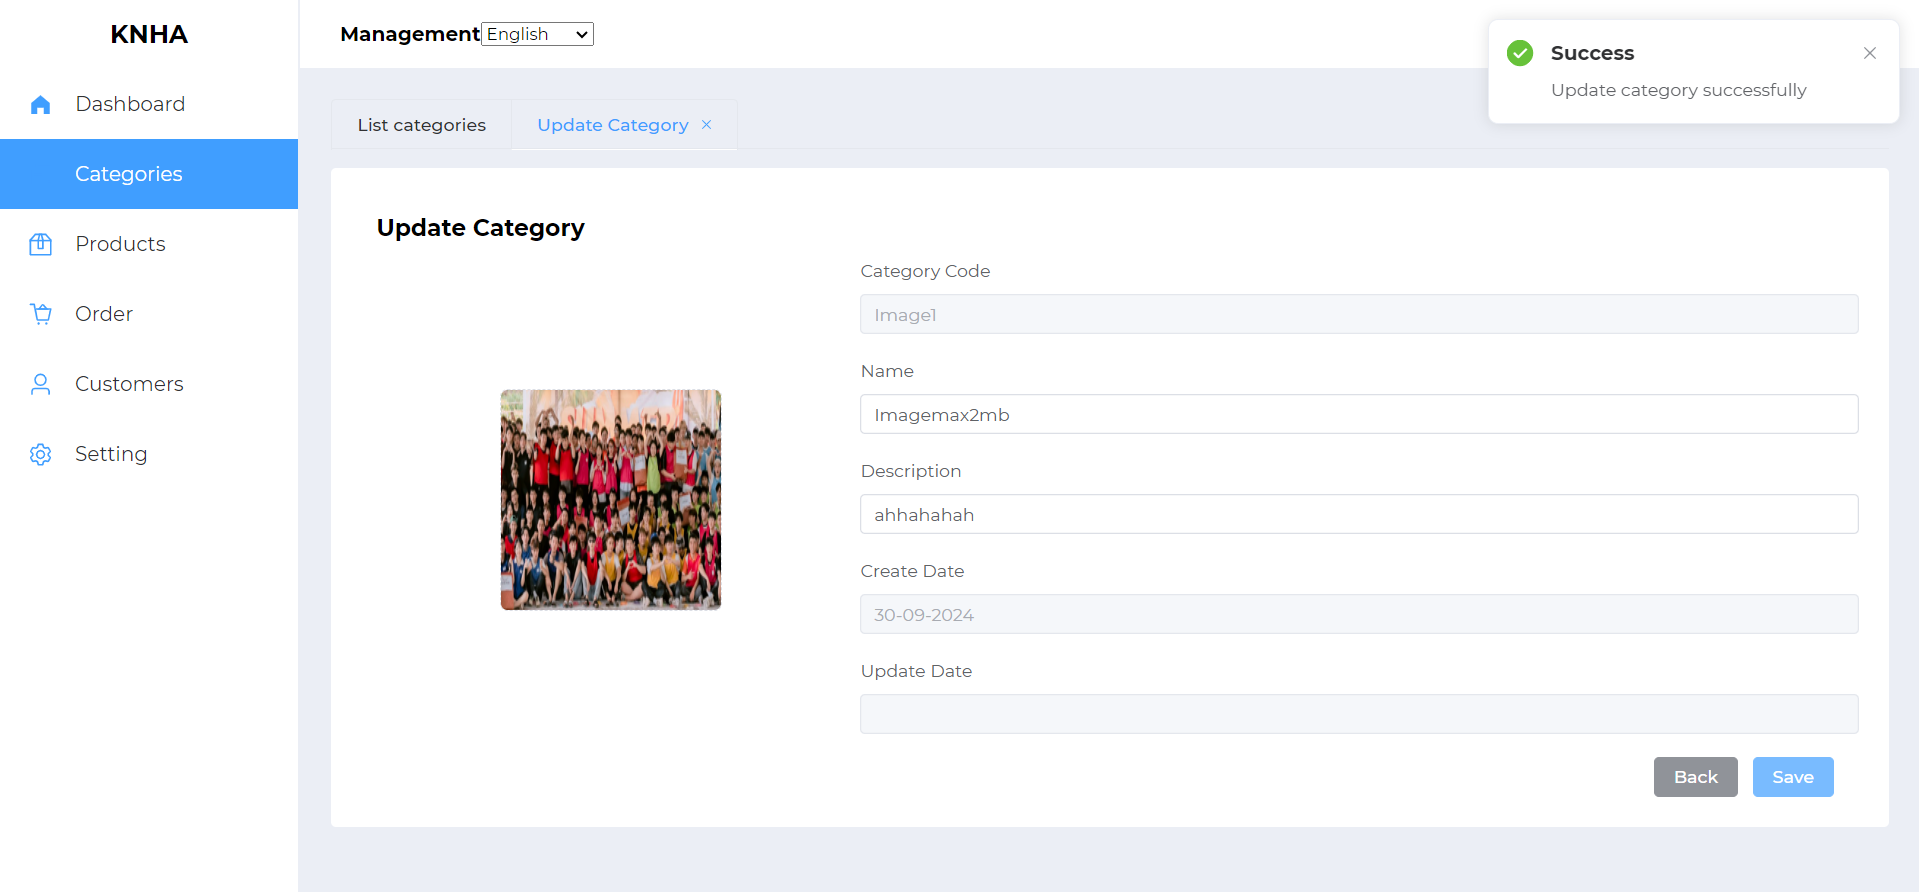 KNHA
Dashboard
Categories
Products
Order
Customers
Setting
Management English
Success
Update category successfully
List categories
Update Category
Update Category
Category Code
Image1
Name
Imagemax2mb
Description
ahhahahah
Create Date
30-09-2024
Update Date
Back Save